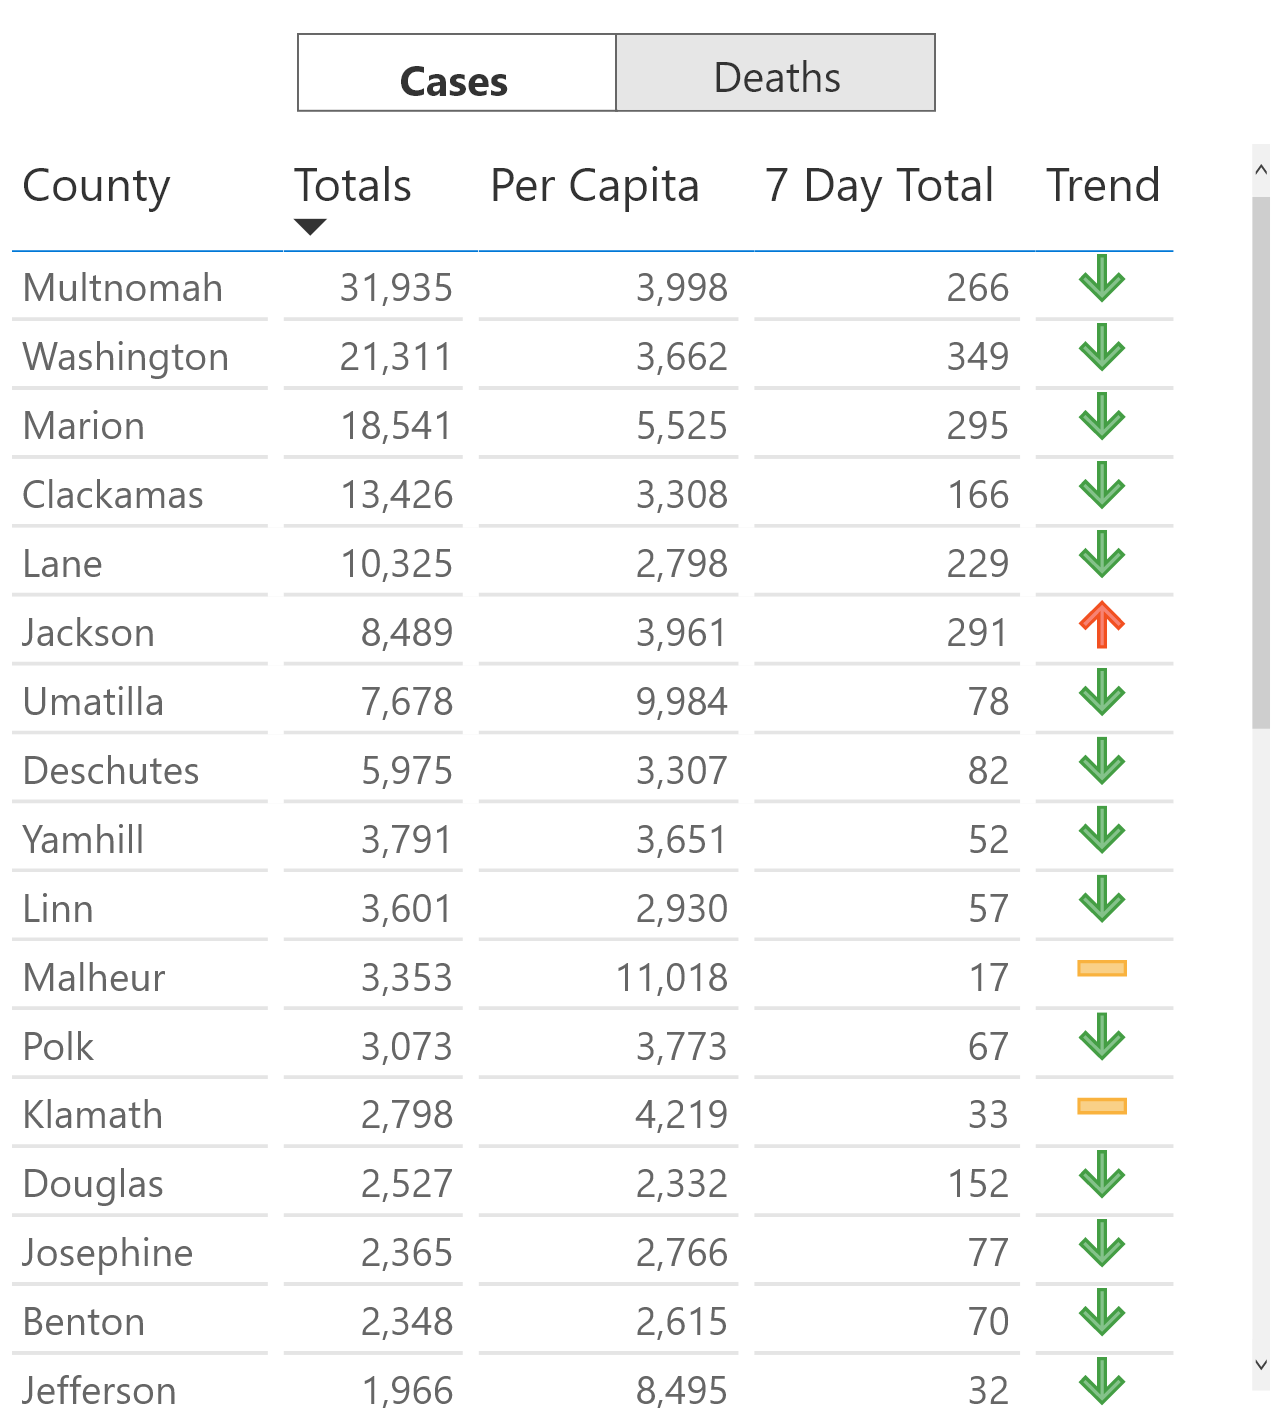 Cases Deaths
County Totals Per Capita 7 Day Total Trend
Multnomah 31,935 3,998 266
Washington 21,311 3,662 349
Marion 18,541 5,525 295
Clackamas 13,426 3,308 166
Lane 10,325 2,798 229
Jackson 8,489 3,961 291
Umatilla 7,678 9,984 78
Deschutes 5,975 3,307 82
Yamhill 3,791 3,651 52
Linn 3,601 2,930 57
Malheur 3,353 11,018 17
Polk 3,073 3,773 67
Klamath 2,798 4,219 33
Douglas 2,527 2,332 152
Josephine 2,365 2,766 77
Benton 2,348 2,615 70
Jefferson 1,966 8,495 32